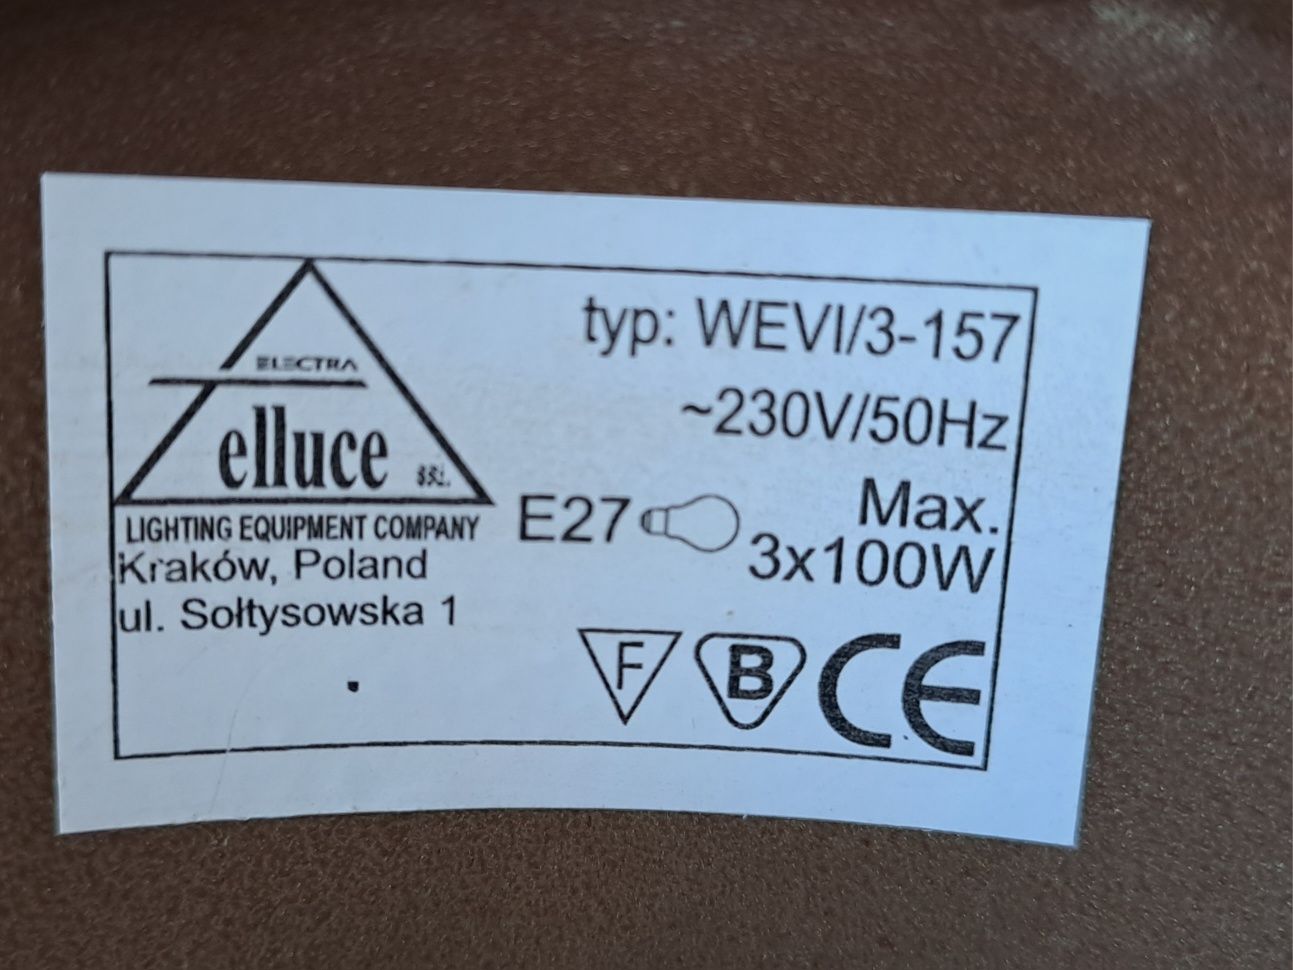 ELECTRA
elluce
LIGHTING EQUIPMENT COMPANY
Kraków, Poland
ul. Sołtysowska 1
typ: WEVI/3-157
~230V/50Hz
E27
Max.
3x100W
F B CE